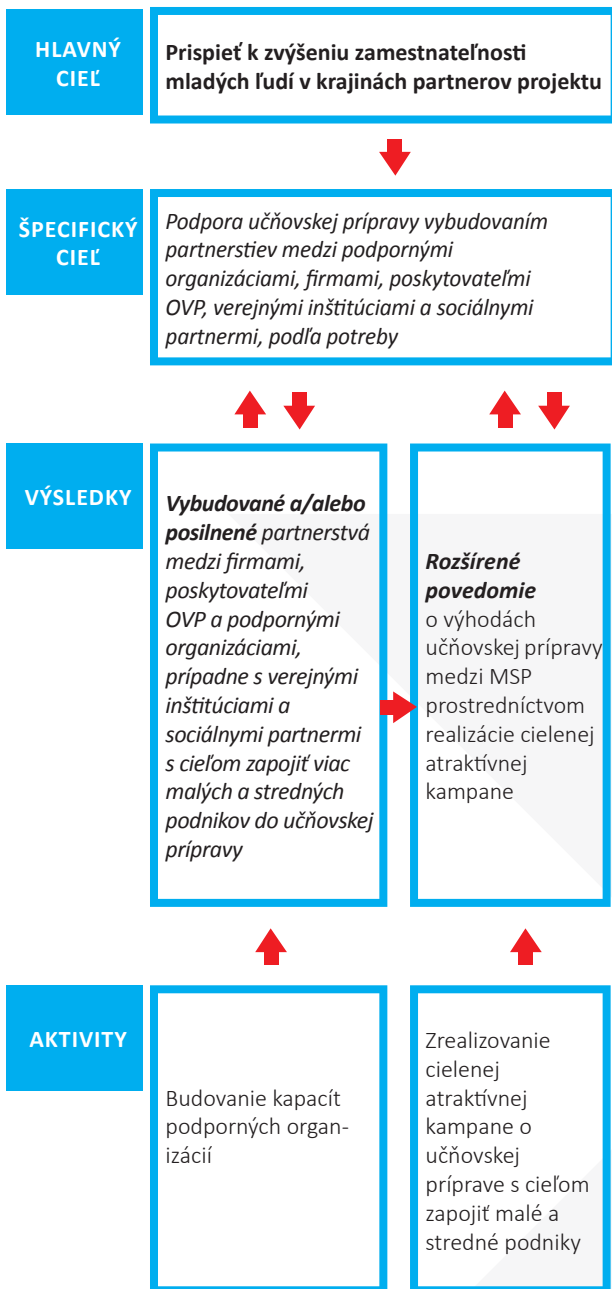 HLAVNÝ
CIEĽ
Prispieť k zvýšeniu zamestnateľnosti
mladých ľudí v krajinách partnerov projektu
ŠPECIFICKÝ
CIEĽ
Podpora učňovskej prípravy vybudovaním
partnerstiev medzi podpornými
organizáciami, firmami, poskytovateľmi
OVP, verejnými inštitúciami a sociálnymi
partnermi, podľa potreby
VÝSLEDKY
Vybudované a/alebo
posilnené partnerstvá
medzi firmami,
poskytovateľmi
OVP a podpornými
organizáciami,
prípadne s verejnými
inštitúciami a
sociálnymi partnermi
s cieľom zapojiť viac
malých a stredných
podnikov do učňovskej
prípravy
Rozšírené
povedomie
o výhodách
učňovskej prípravy
medzi MSP
prostredníctvom
realizácie cielenej
atraktívnej
kampane
AKTIVITY
Budovanie kapacít
podporných organ-
izácií
Zrealizovanie
cielenej
atraktívnej
kampane o
učňovskej
príprave s cieľom
zapojiť malé a
stredné podniky